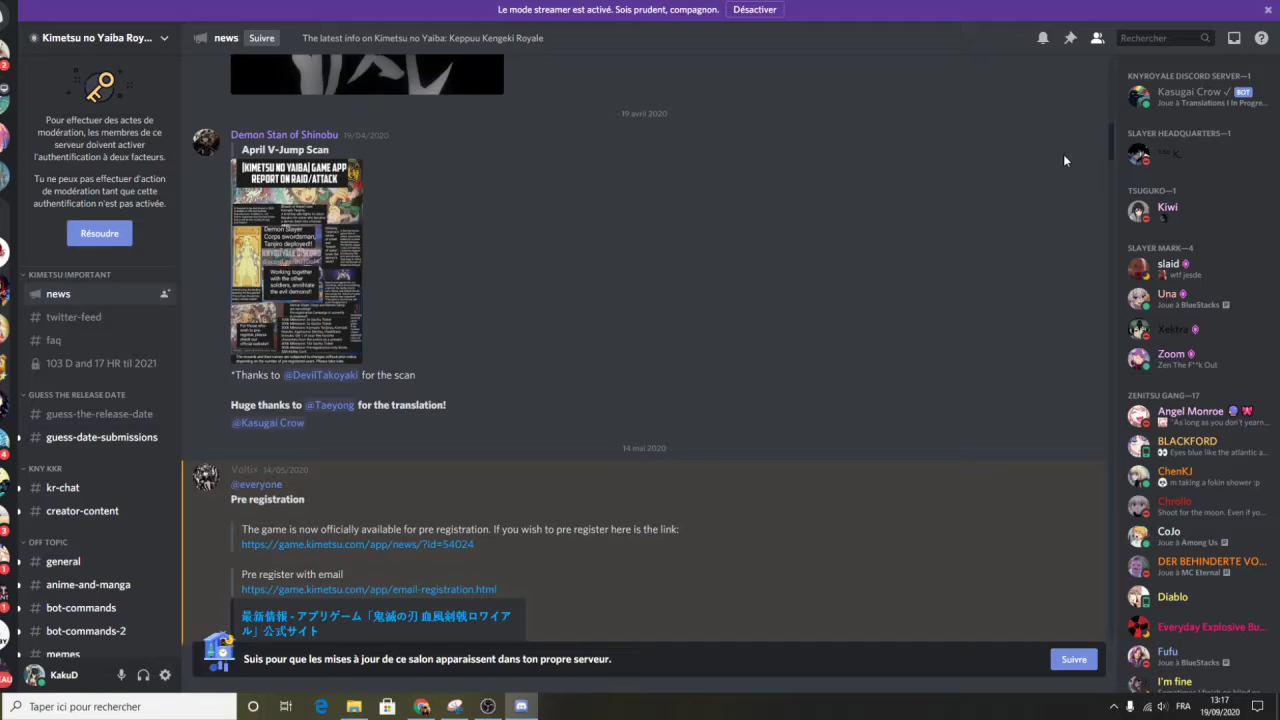 Le mode streamer est activé. Sois prudent, compagnon.
Désactiver
Kimetsu no Yaiba Roy...
news
Suivre
The latest info on Kimetsu no Yaiba: Keppuu Kengeki Royale
Rechercher
Pour effectuer des actes de
modération, les membres de ce
serveur doivent activer
l'authentification à deux facteurs.
Tu ne peux pas effectuer d'action
de modération tant que cette
authentification n'est pas activée.
Résoudre
KIMETSU IMPORTANT
news
twitter-feed
faq
103 D and 17 HR til 2021
GUESS THE RELEASE DATE
guess-the-release-date
guess-date-submissions
KNY KKR
kr-chat
creator-content
OFF TOPIC
general
anime-and-manga
bot-commands
bot-commands-2
memes
KakuD
19 avril 2020
Demon Stan of Shinobu 19/04/2020
April V-Jump Scan
[KIMETSU NO YAIBA] GAME APP
REPORT ON RAID/ATTACK
Demon Slayer
Corps swordsman,
Tanjiro deployed!!
Working together
with the other
soldiers, annihilate
the evil demons!!
*Thanks to @DevilTakoyaki for the scan
Huge thanks to @Taeyong for the translation!
@Kasugai Crow
14 mai 2020
Voltix 14/05/2020
@everyone
Pre registration
The game is now officially available for pre registration. If you wish to pre register here is the link:
https://game.kimetsu.com/app/news/?id=54024
Pre register with email
https://game.kimetsu.com/app/email-registration.html
最新情報 - アプリゲーム「鬼滅の刃 血風剣戟ロワイア
ル」公式サイト
Suis pour que les mises à jour de ce salon apparaissent dans ton propre serveur.
Suivre
KNYROYALE DISCORD SERVER—1
Kasugai Crow ✓ BOT
Joue à Translations I In Progre...
SLAYER HEADQUARTERS—1
TSUGUKO—1
Kiwi
SLAYER MARK—4
slaid
wtf jesde
Una
Joue à BlueStacks
Xektra
Zoom
Zen The F**k Out
ZENITSU GANG—17
Angel Monroe
"As long as you don't yearn...
BLACKFORD
Eyes blue like the atlantic a...
ChenKJ
m taking a fokin shower :p
Chrollo
Shoot for the moon. Even if yo...
CoJo
Joue à Among Us
DER BEHINDERTE VO...
Joue à MC Eternal
Diablo
Everyday Explosive Bu...
Fufu
Joue à BlueStacks
I'm fine
Taper ici pour rechercher
FRA
13:17
19/09/2020